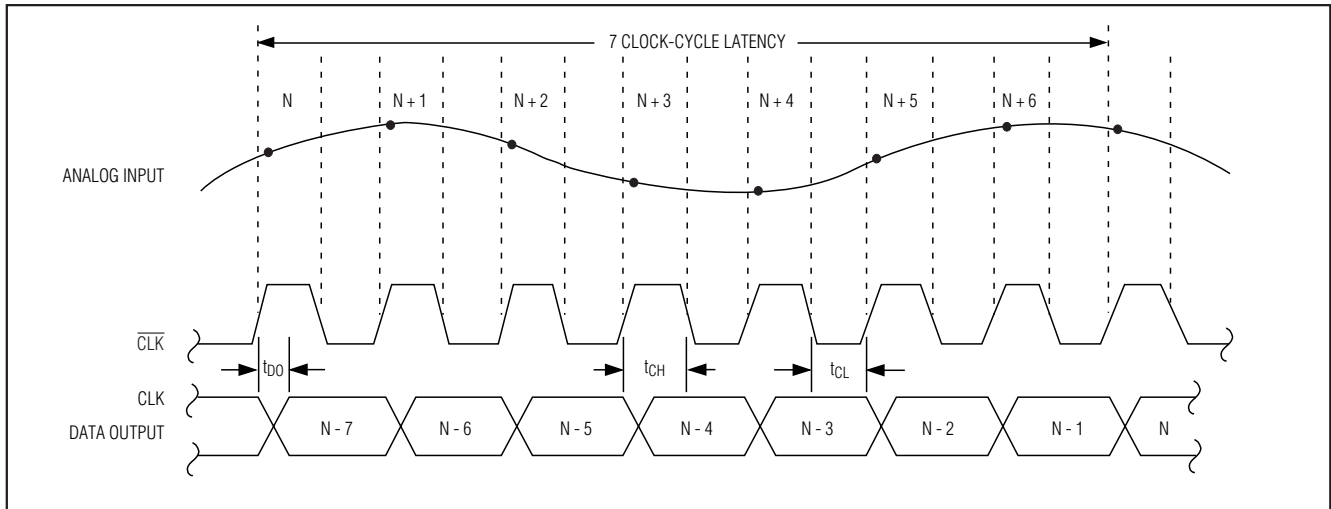 7 CLOCK-CYCLE LATENCY
N N + 1 N + 2 N + 3 N + 4 N + 5 N + 6
ANALOG INPUT
C̅L̅K̅
tDO tCH tCL
CLK
DATA OUTPUT
N - 7 N - 6 N - 5 N - 4 N - 3 N - 2 N - 1 N